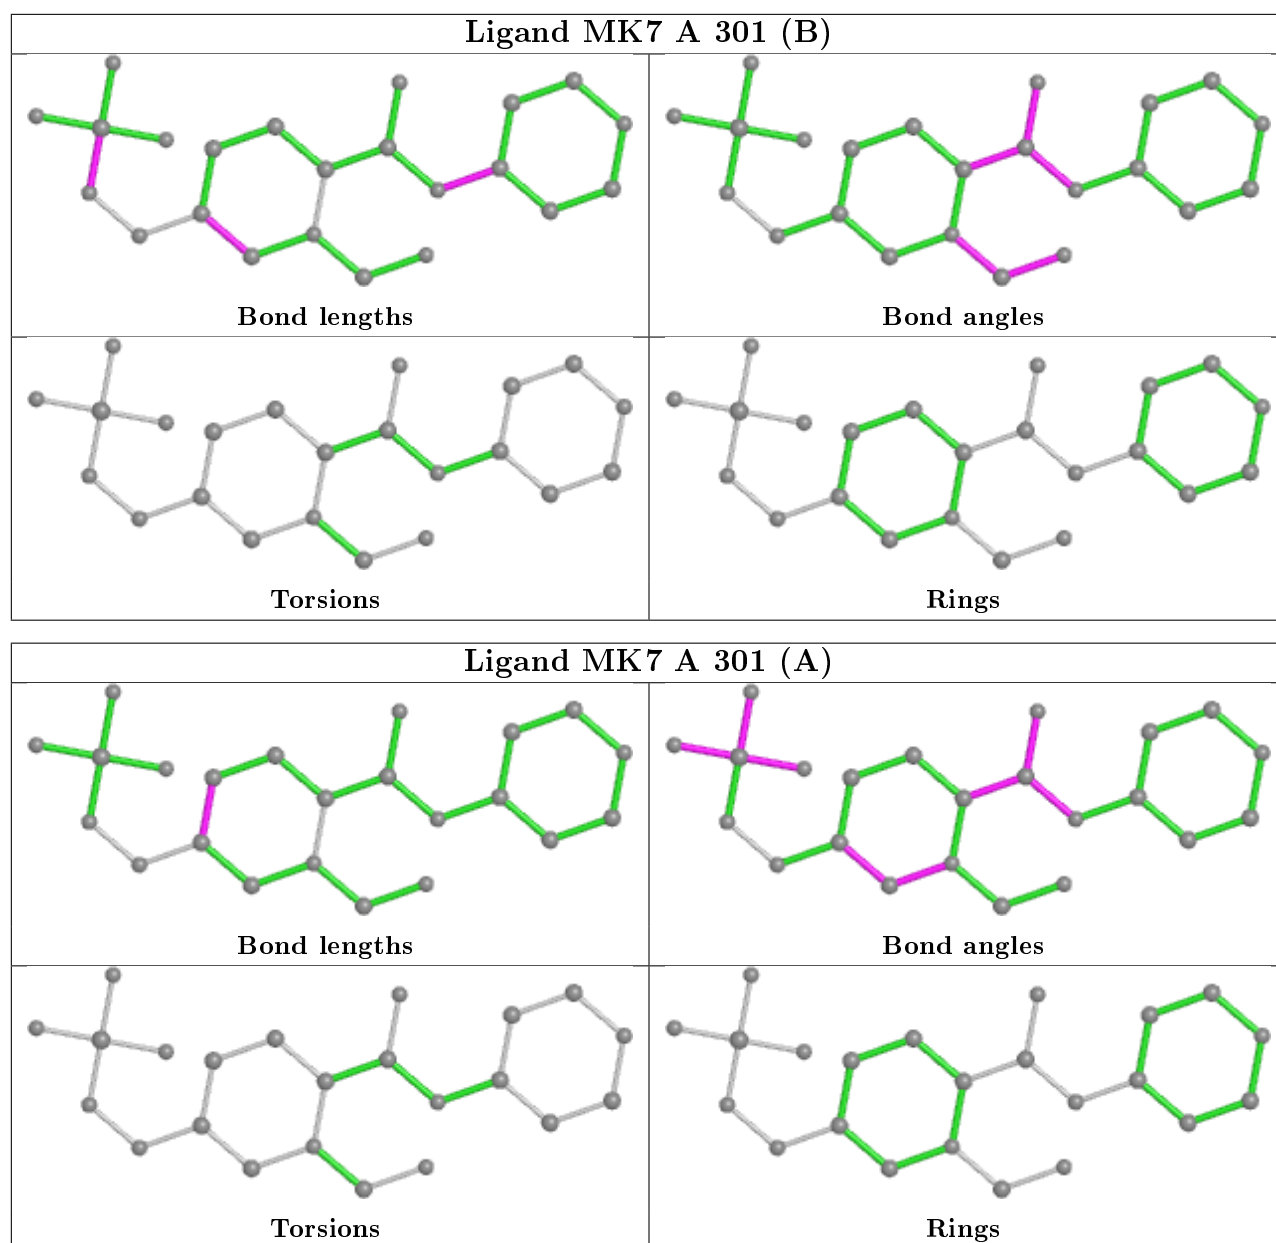 Ligand MK7 A 301 (B)
Bond lengths
Bond angles
Torsions
Rings
Ligand MK7 A 301 (A)
Bond lengths
Bond angles
Torsions
Rings